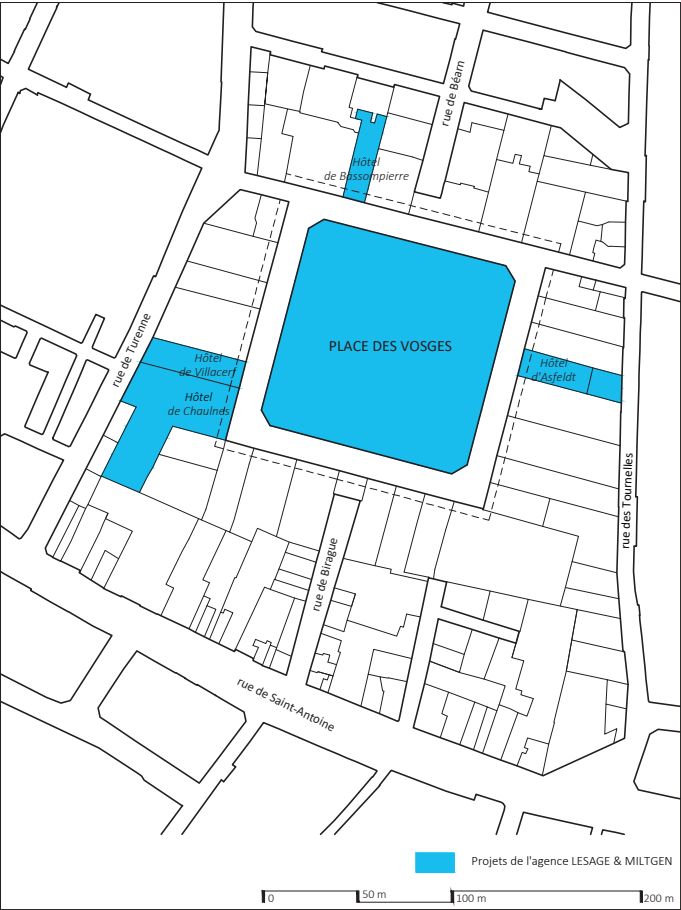 rue de Béarn
Hôtel
de Bassompierre
PLACE DES VOSGES
rue de Turenne
Hôtel
de Villacerf
Hôtel
de Chaulnes
Hôtel
d'Asfeldt
rue des Tournelles
rue de Birague
rue de Saint-Antoine
Projets de l'agence LESAGE & MILTGEN
0
50 m
100 m
200 m